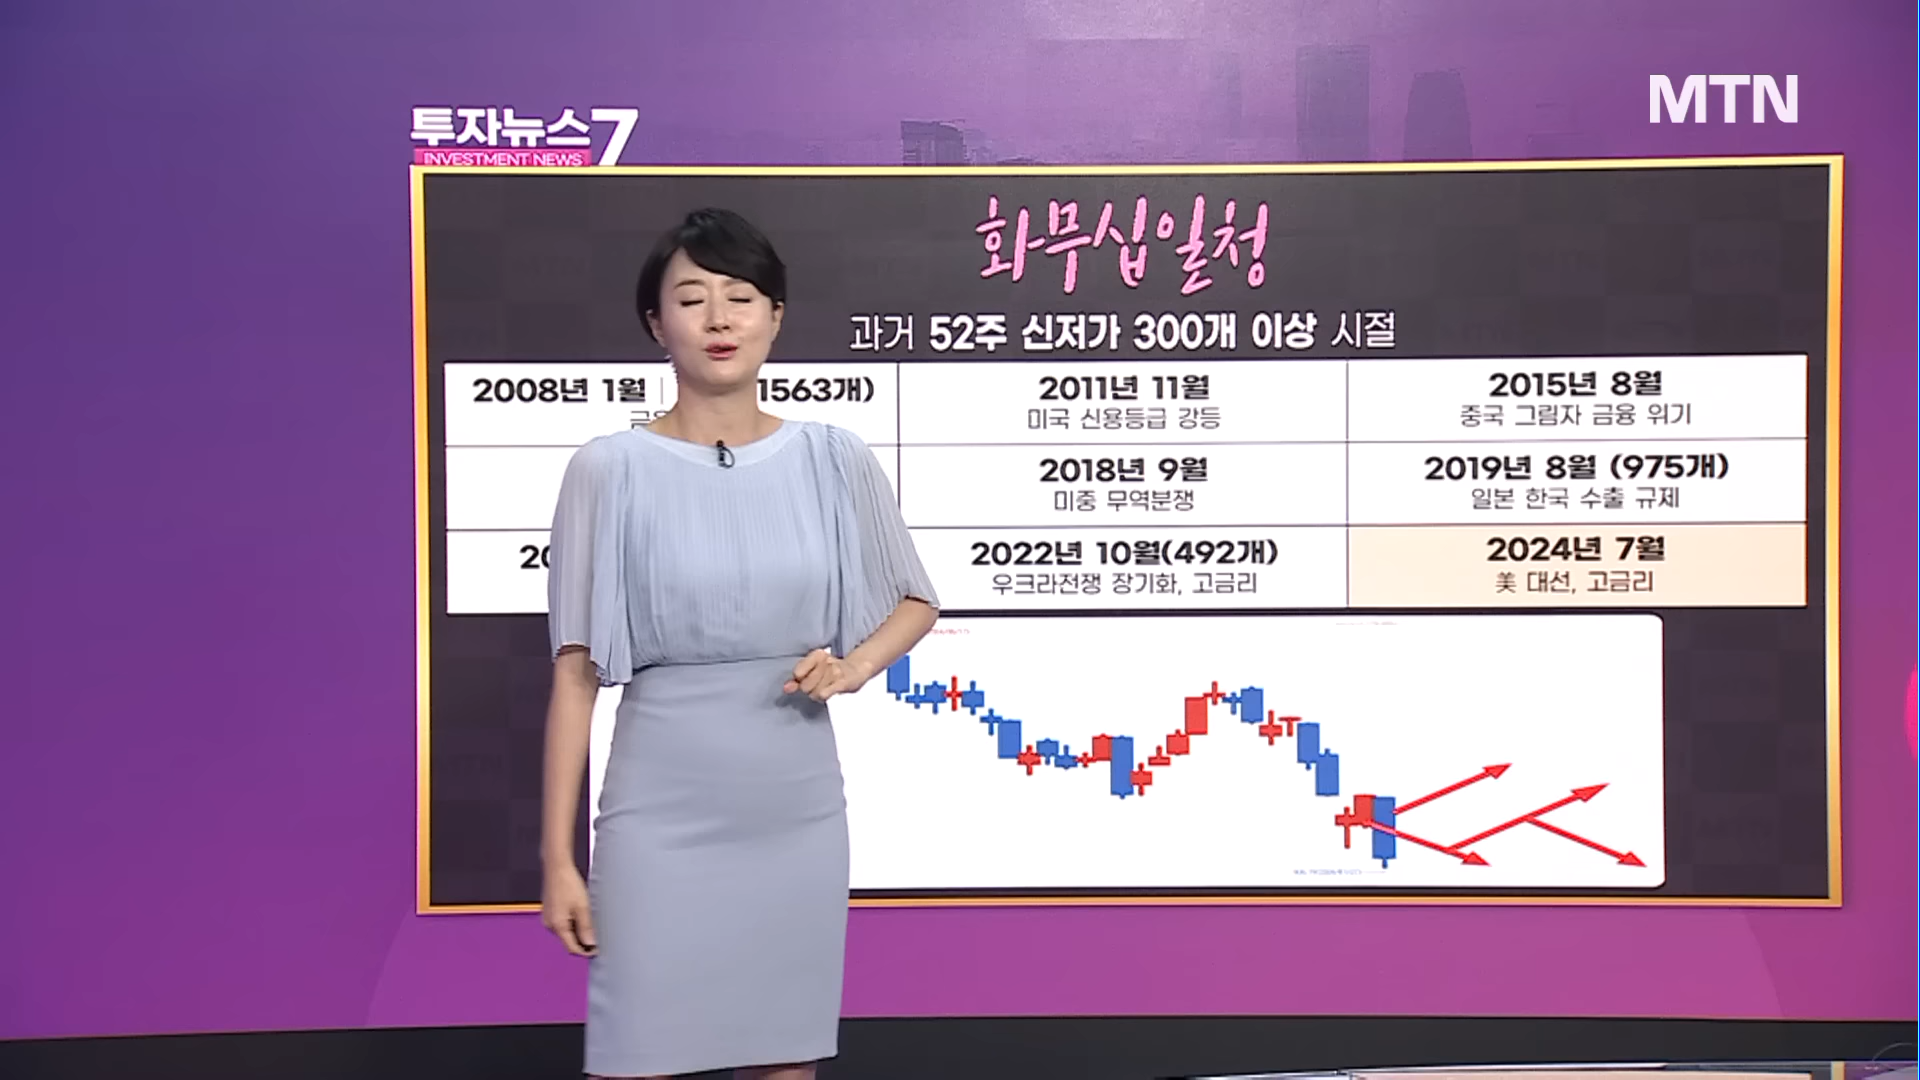 MTN
투자뉴스7
INVESTMENT NEWS
화무십일청
과거 52주 신저가 300개 이상 시절
2008년 1월 1563개)
2011년 11월
미국 신용등급 강등
2015년 8월
중국 그림자 금융 위기
2018년 9월
미중 무역분쟁
2019년 8월 (975개)
일본 한국 수출 규제
20
2022년 10월(492개)
우크라전쟁 장기화, 고금리
2024년 7월
美 대선, 고금리